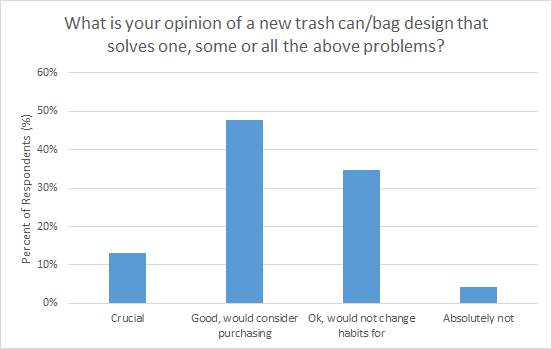 What is your opinion of a new trash can/bag design that
solves one, some or all the above problems?
60%
50%
40%
30%
20%
10%
0%
Percent of Respondents (%)
Crucial
Good, would consider
purchasing
Ok, would not change
habits for
Absolutely not